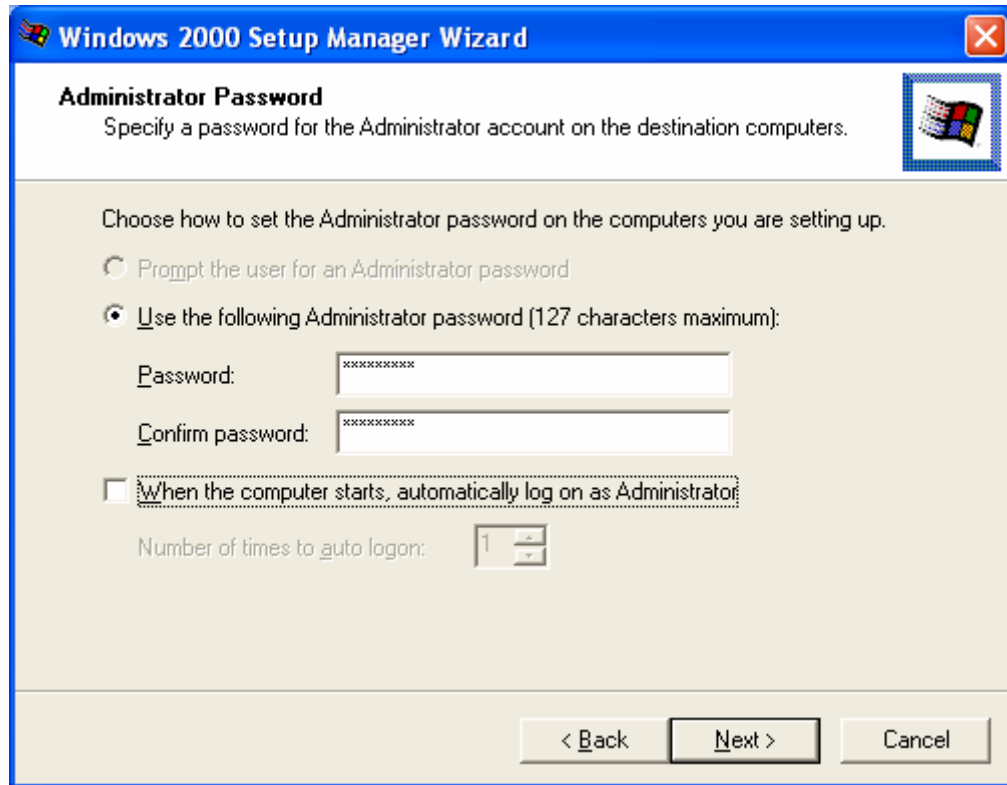 Windows 2000 Setup Manager Wizard
Administrator Password
Specify a password for the Administrator account on the destination computers.
Choose how to set the Administrator password on the computers you are setting up.
Prompt the user for an Administrator password
Use the following Administrator password (127 characters maximum):
Password: *********
Confirm password: *********
When the computer starts, automatically log on as Administrator
Number of times to auto logon: 1
< Back Next > Cancel